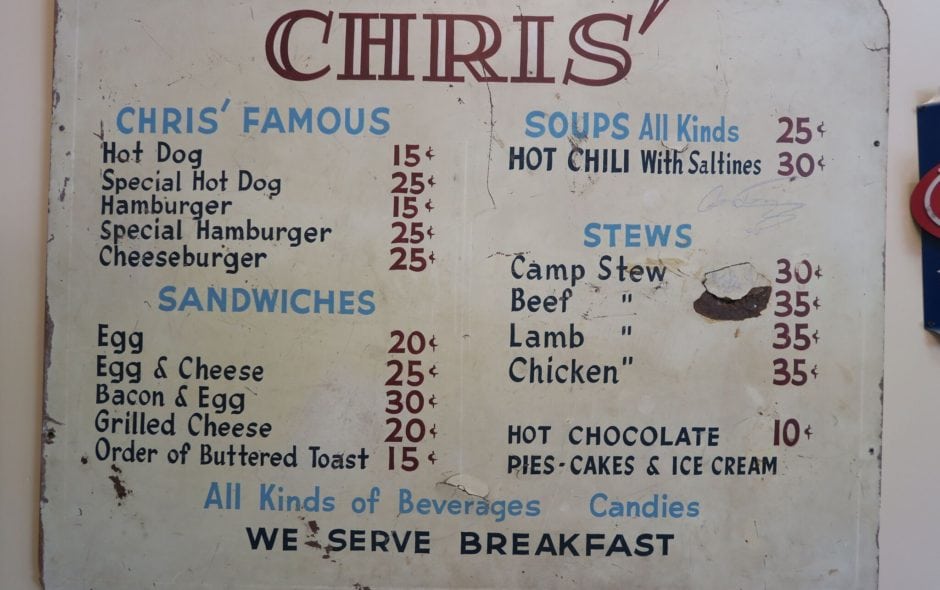 CHRIS'
CHRIS' FAMOUS
Hot Dog 15¢
Special Hot Dog 25¢
Hamburger 15¢
Special Hamburger 25¢
Cheeseburger 25¢
SANDWICHES
Egg 20¢
Egg & Cheese 25¢
Bacon & Egg 30¢
Grilled Cheese 20¢
Order of Buttered Toast 15¢
SOUPS All Kinds 25¢
HOT CHILI With Saltines 30¢
STEWS
Camp Stew 30¢
Beef " 35¢
Lamb " 35¢
Chicken " 35¢
HOT CHOCOLATE 10¢
PIES-CAKES & ICE CREAM
All Kinds of Beverages Candies
WE SERVE BREAKFAST